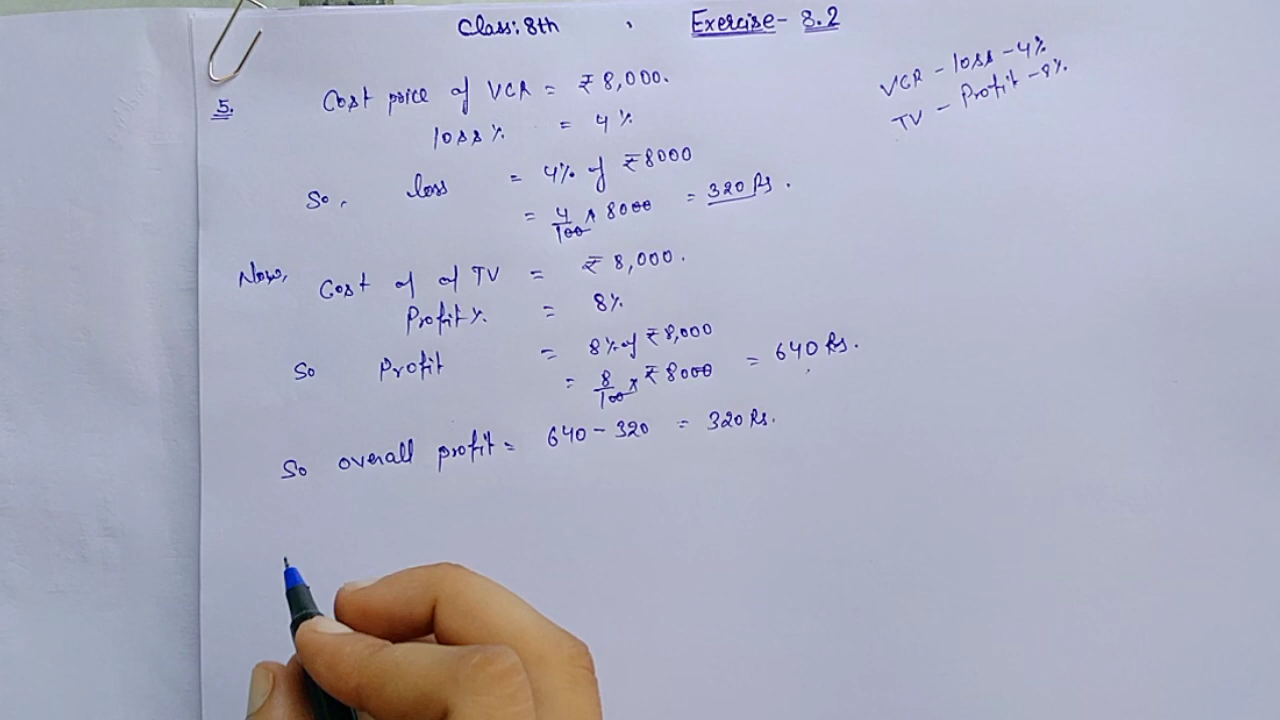 Class: 8th . Exercise- 8.2
VCR - loss - 4%
TV - Profit - 8%
5. Cost price of VCR = ₹ 8,000.
loss% = 4%
So, loss = 4% of ₹8000
= 4/100 × 8000 = 320 Rs.
Now, Cost of of TV = ₹ 8,000.
Profit% = 8%
So Profit = 8% of ₹8,000
= 8/100 × ₹8000 = 640 Rs.
So overall profit = 640 - 320 = 320 Rs.